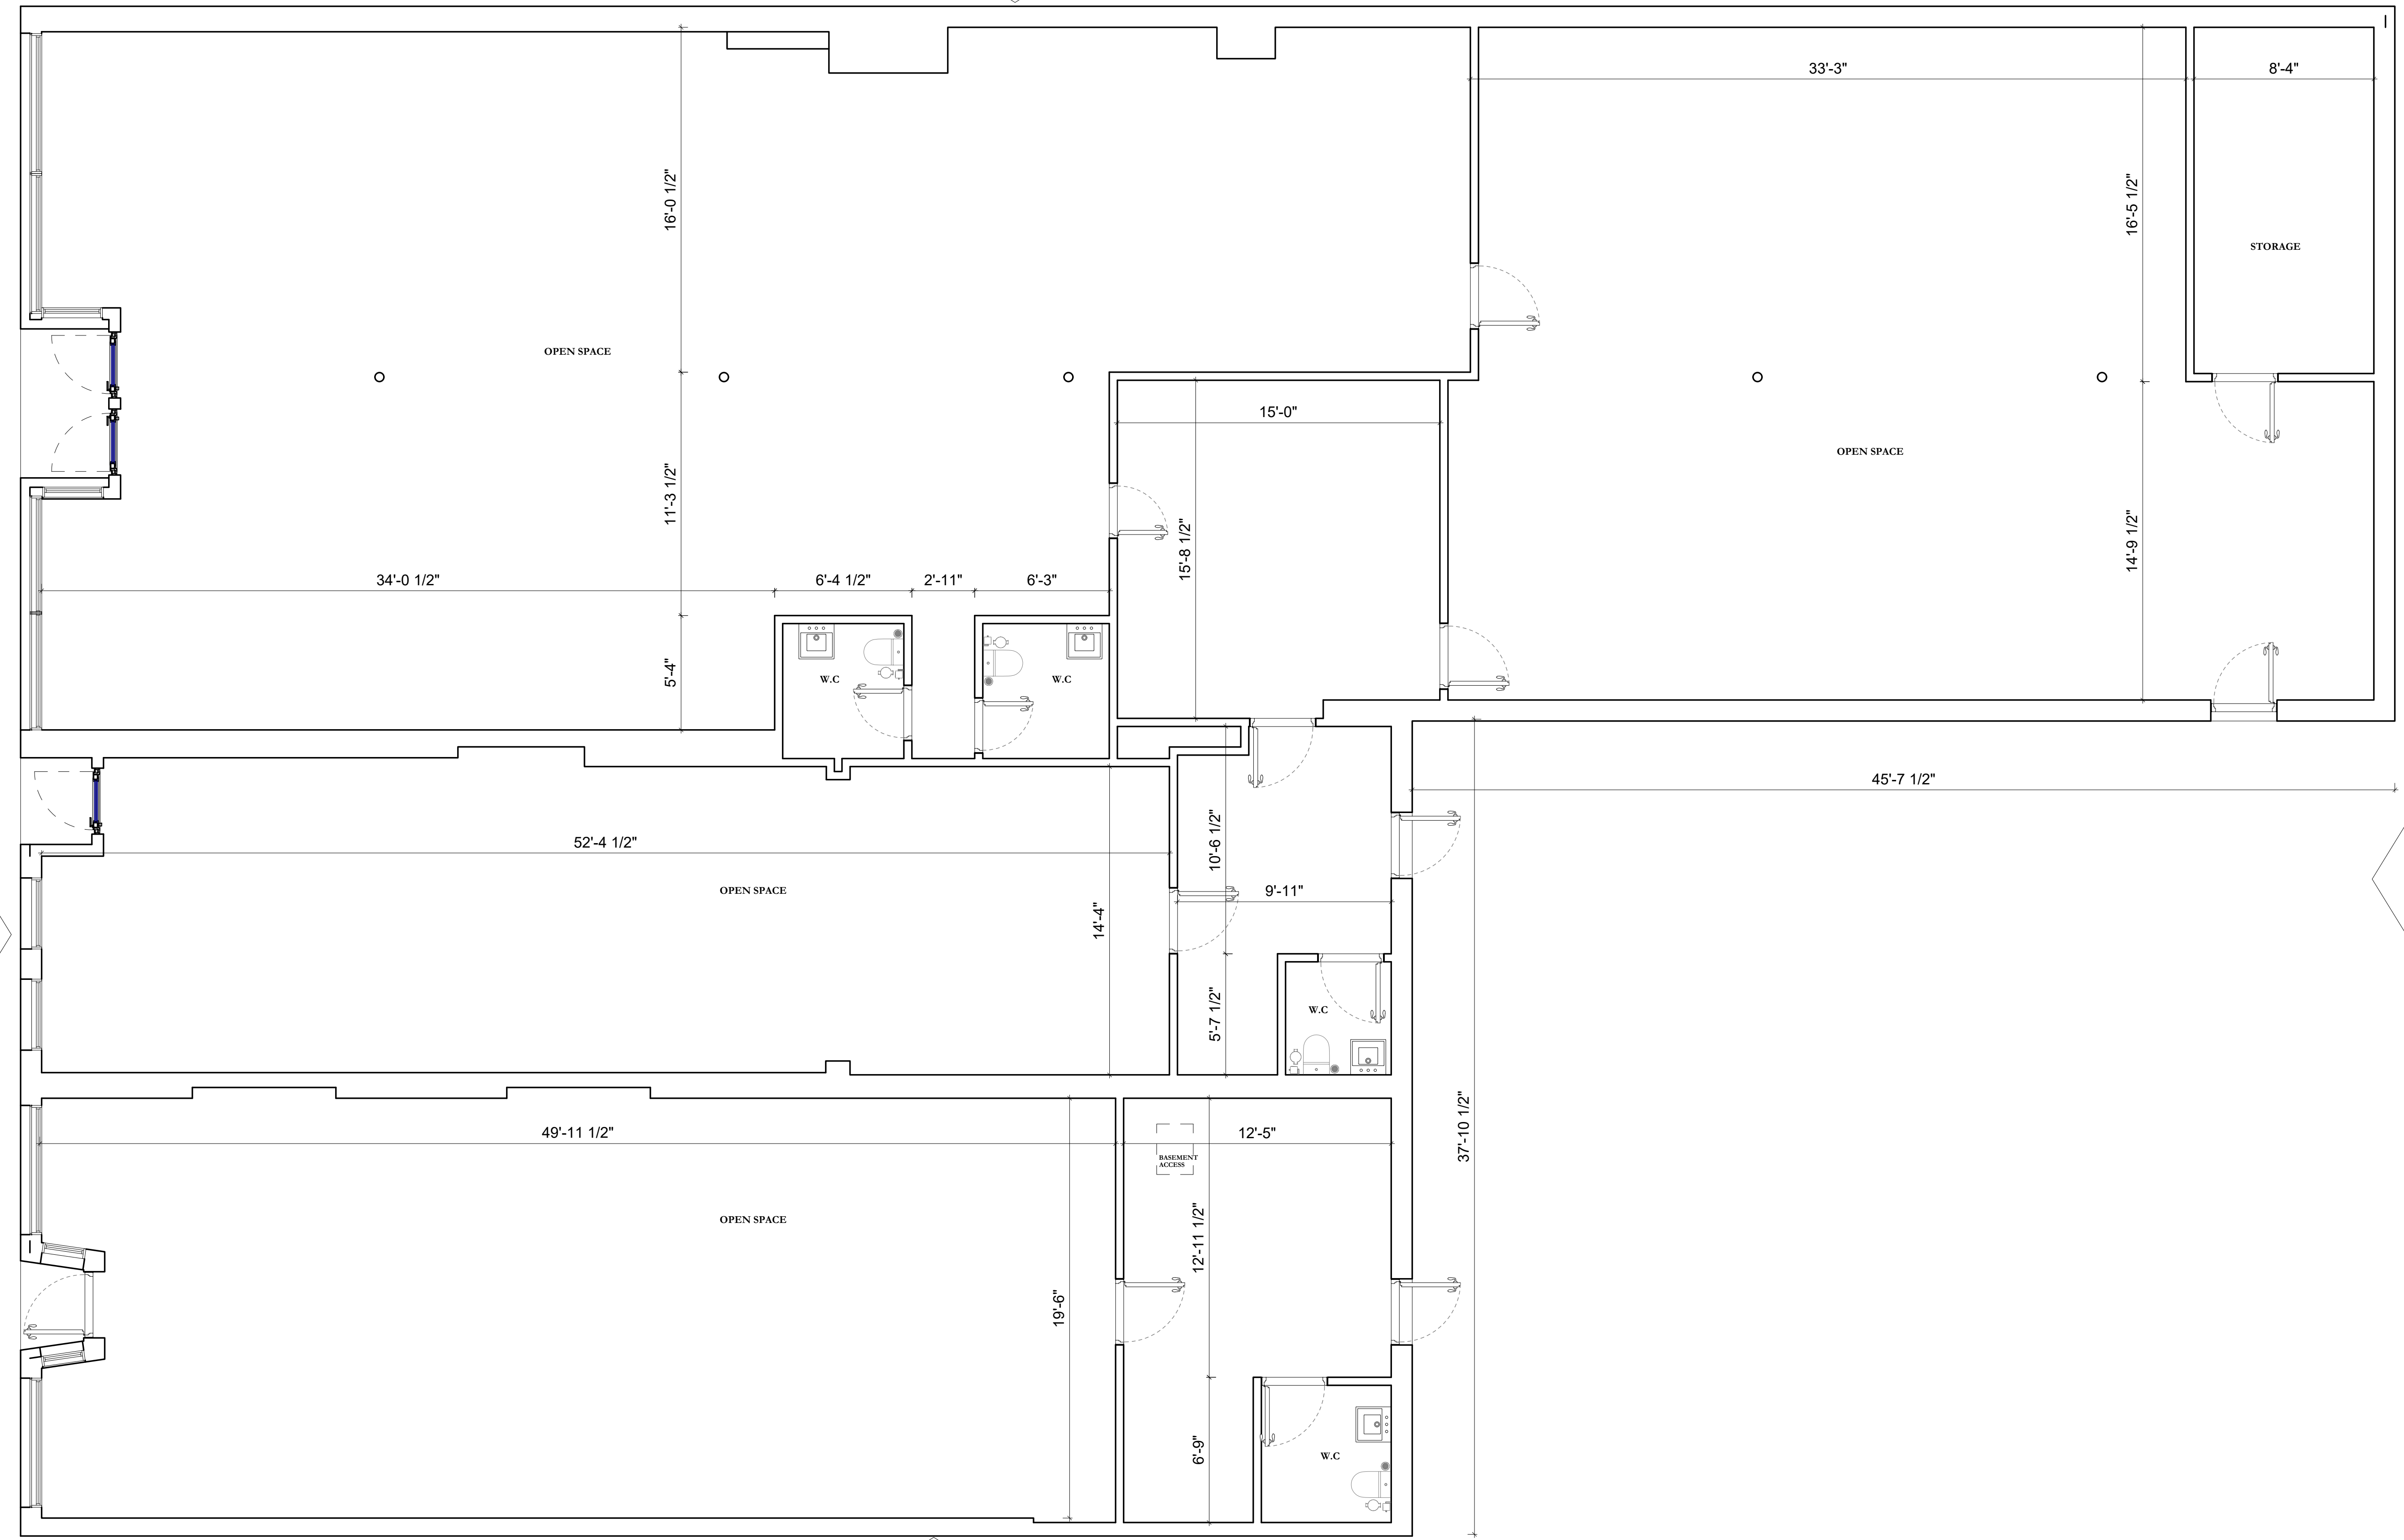 33'-3"
8'-4"
16'-0 1/2"
16'-5 1/2"
STORAGE
OPEN SPACE
15'-0"
OPEN SPACE
11'-3 1/2"
15'-8 1/2"
14'-9 1/2"
34'-0 1/2"
6'-4 1/2"
2'-11"
6'-3"
5'-4"
W.C
W.C
45'-7 1/2"
52'-4 1/2"
10'-6 1/2"
OPEN SPACE
9'-11"
14'-4"
W.C
5'-7 1/2"
49'-11 1/2"
12'-5"
37'-10 1/2"
BASEMENT
ACCESS
OPEN SPACE
12'-11 1/2"
19'-6"
6'-9"
W.C